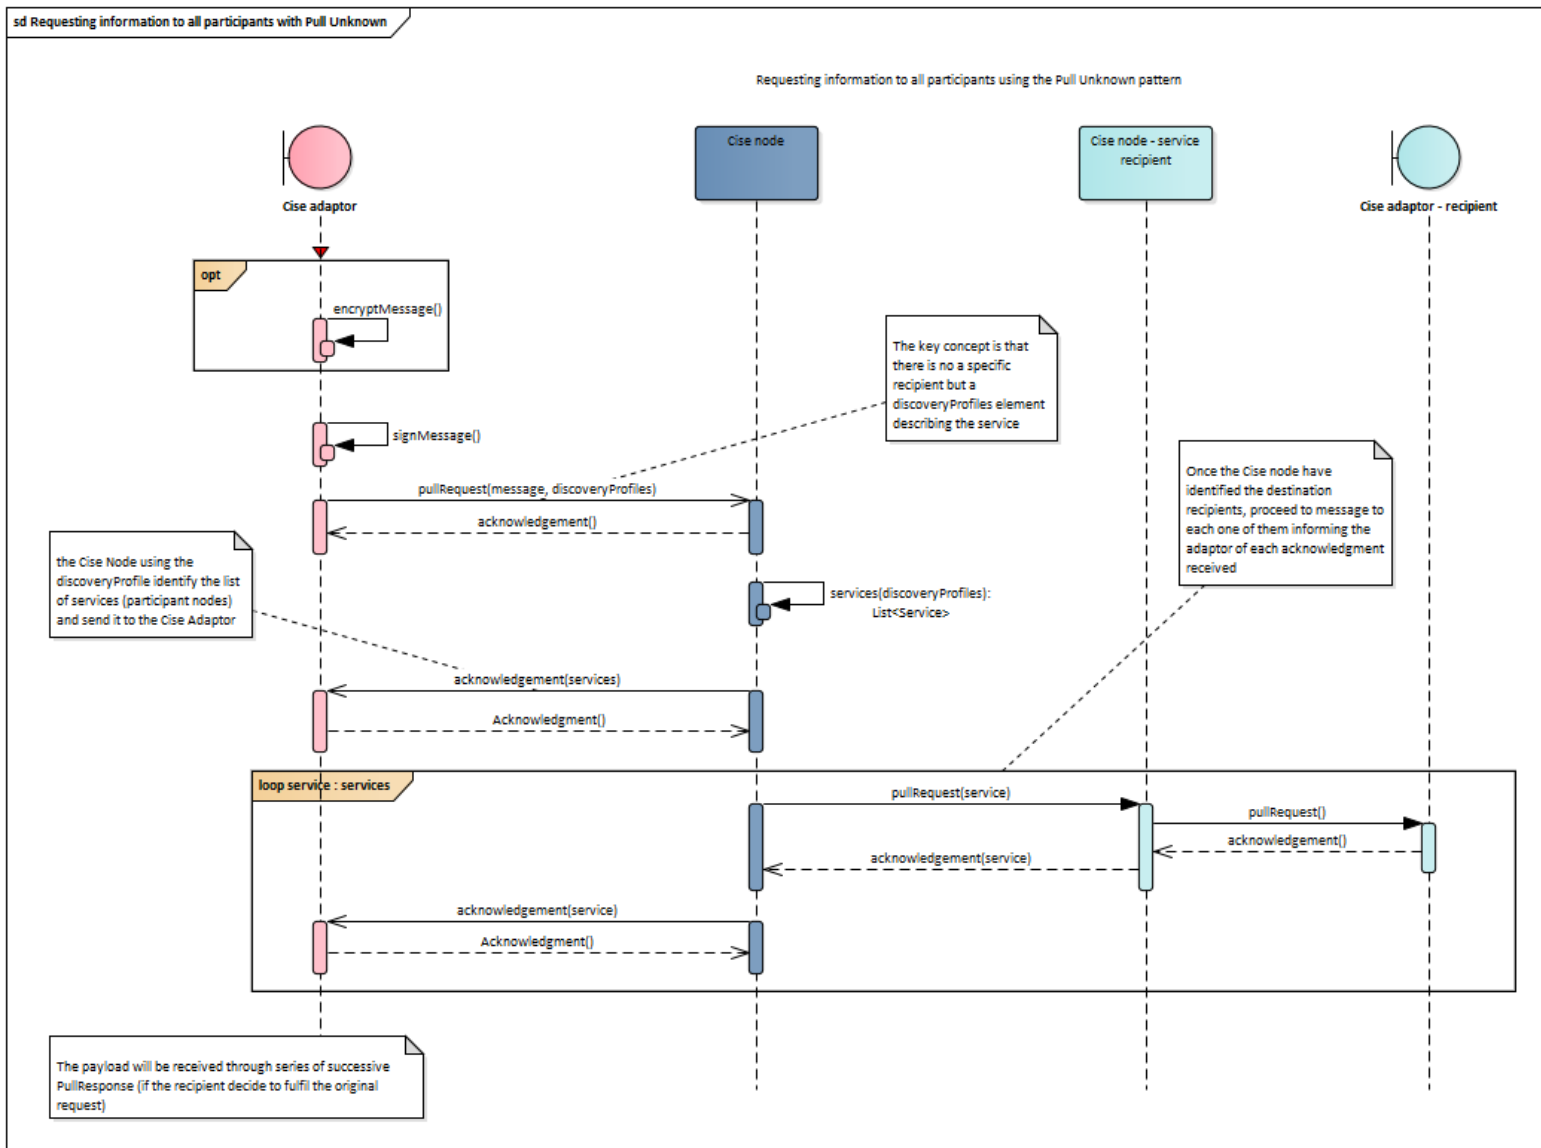 sd Requesting information to all participants with Pull Unknown
Requesting information to all participants using the Pull Unknown pattern
Cise adaptor
Cise node
Cise node - service
recipient
Cise adaptor - recipient
opt
encryptMessage()
The key concept is that
there is no a specific
recipient but a
discoveryProfiles element
describing the service
signMessage()
Once the Cise node have
identified the destination
recipients, proceed to message to
each one of them informing the
adaptor of each acknowledgment
received
pullRequest(message, discoveryProfiles)
acknowledgement()
the Cise Node using the
discoveryProfile identify the list
of services (participant nodes)
and send it to the Cise Adaptor
services(discoveryProfiles):
List<Service>
acknowledgement(services)
Acknowledgment()
loop service : services
pullRequest(service)
pullRequest()
acknowledgement()
acknowledgement(service)
acknowledgement(service)
Acknowledgment()
The payload will be received through series of successive
PullResponse (if the recipient decide to fulfil the original
request)